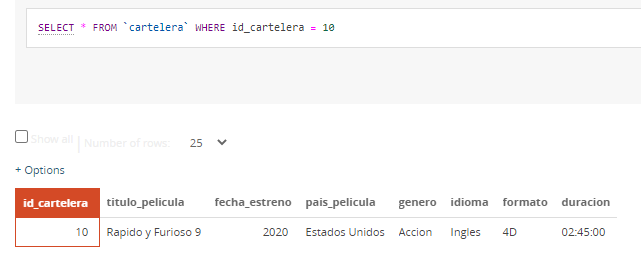 SELECT * FROM `cartelera` WHERE id_cartelera = 10
Show all | Number of rows: 25
+ Options
id_cartelera titulo_pelicula fecha_estreno pais_pelicula genero idioma formato duracion
10 Rapido y Furioso 9 2020 Estados Unidos Accion Ingles 4D 02:45:00